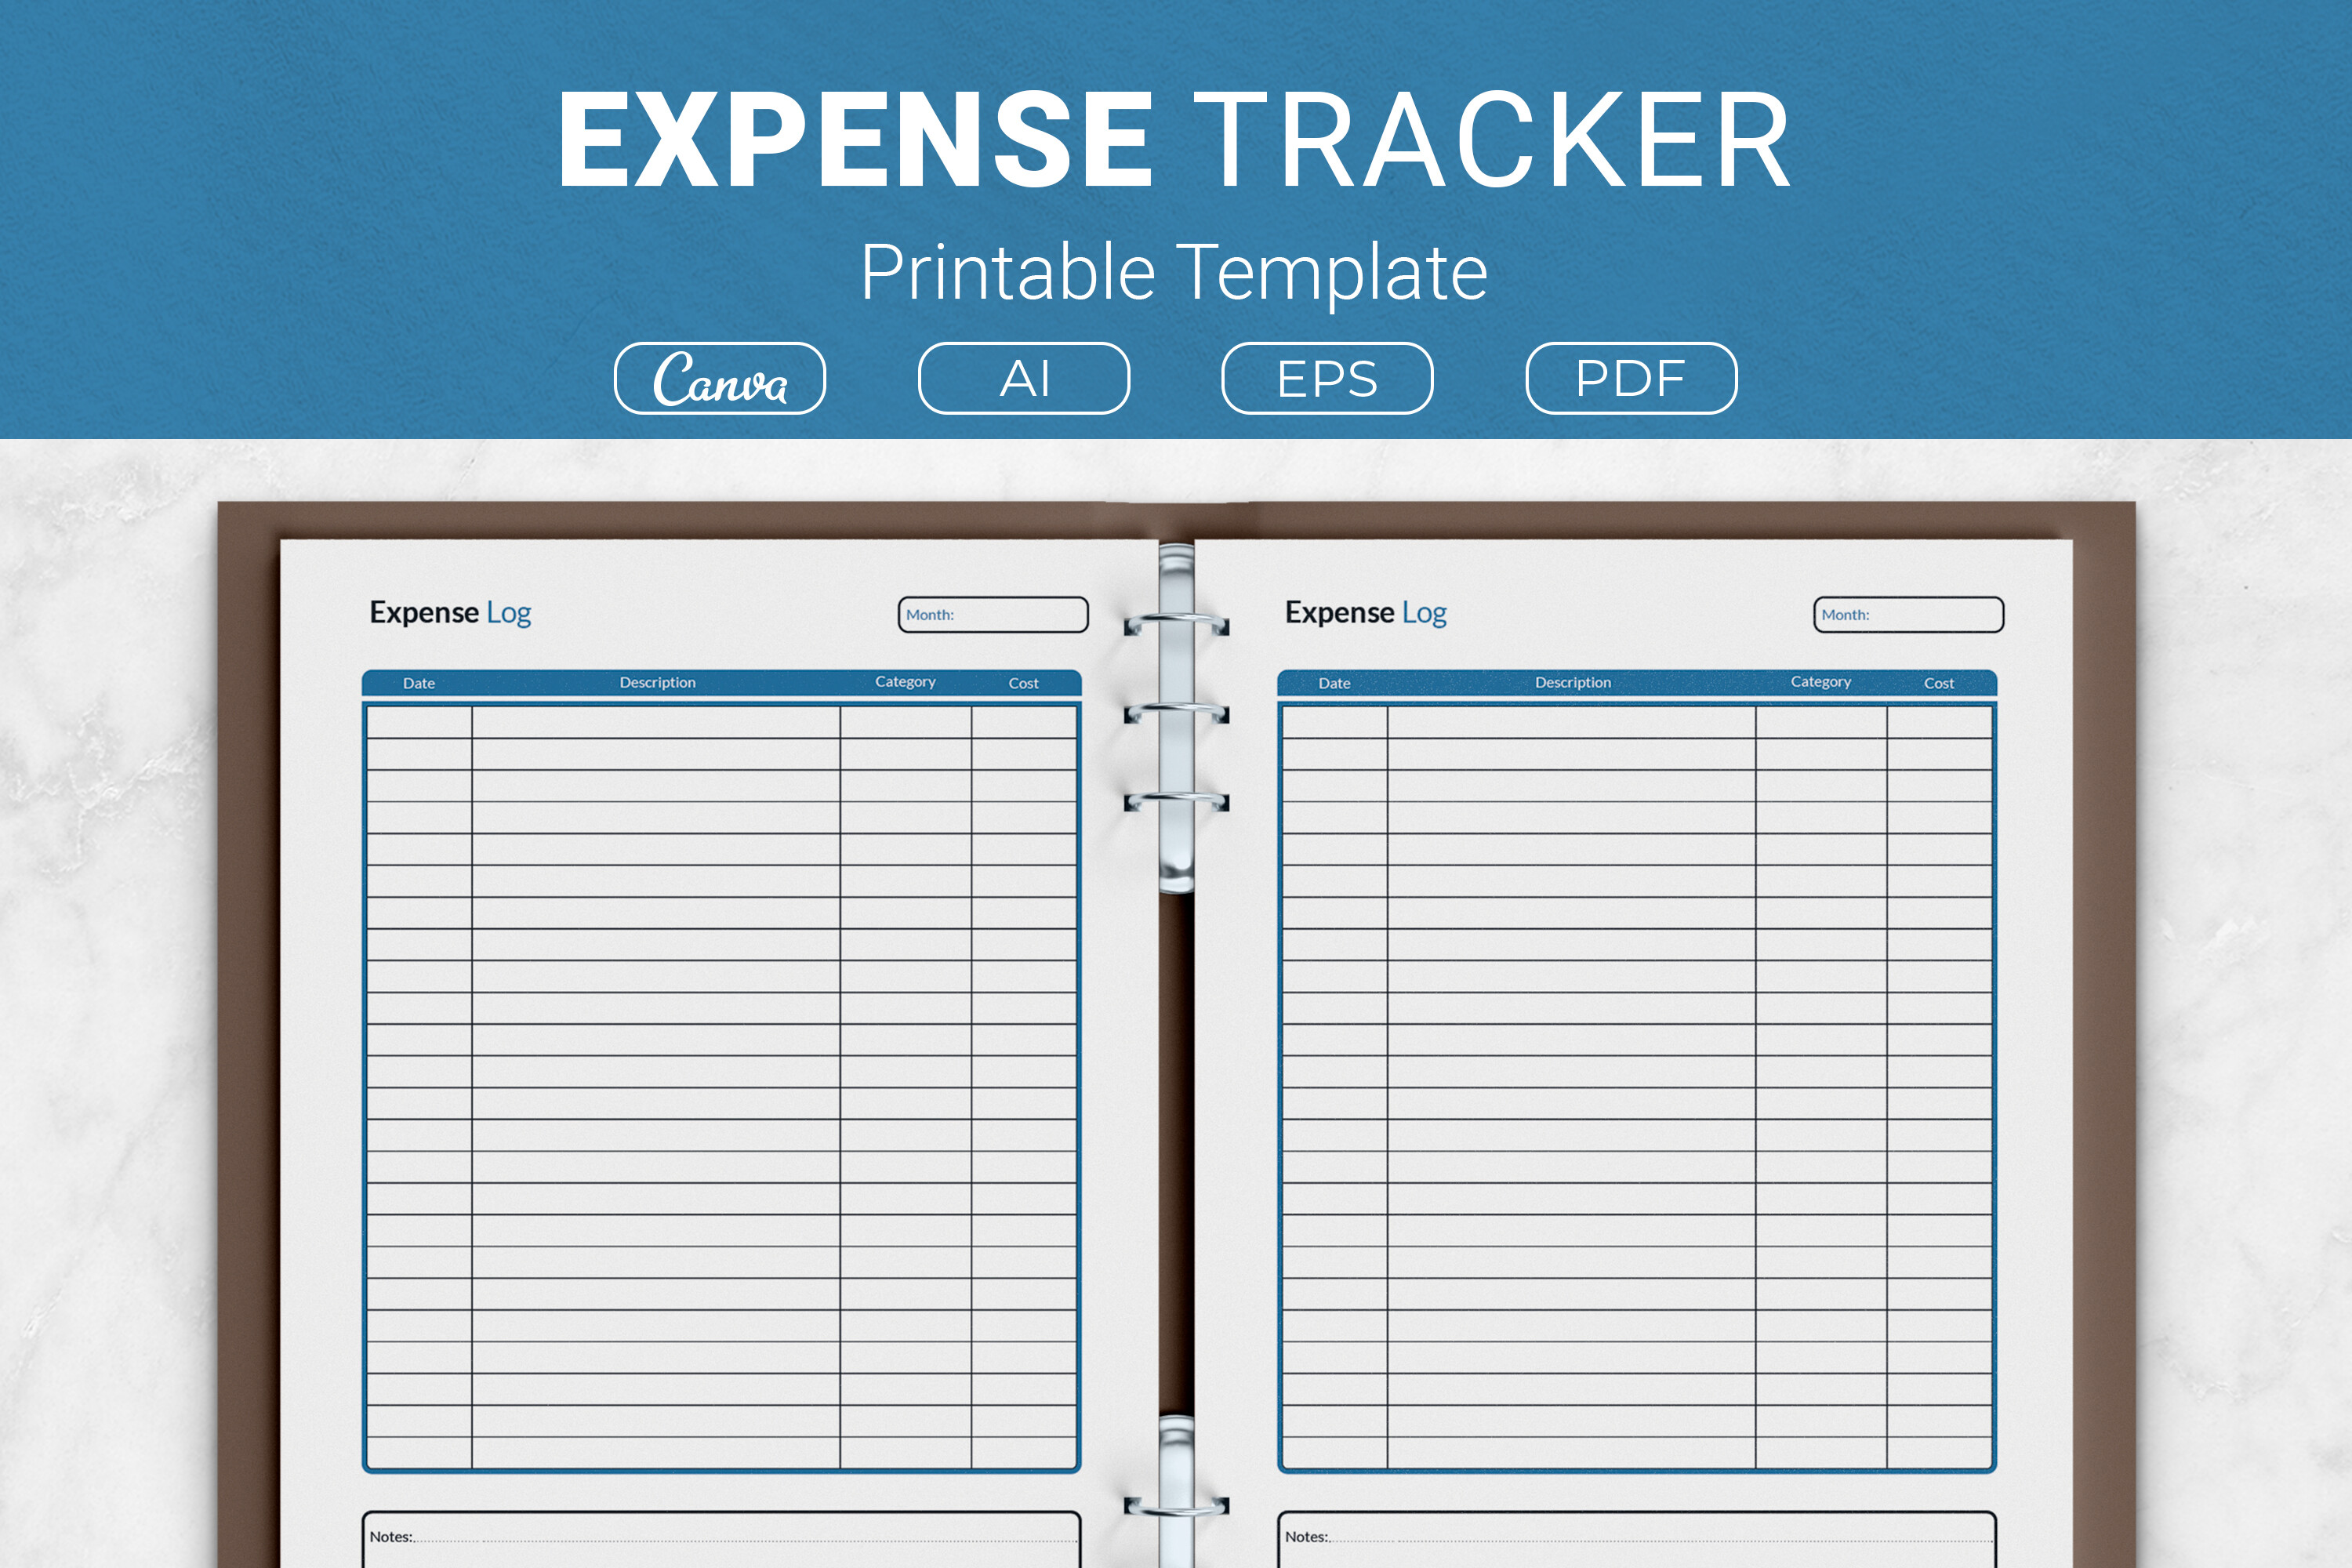 EXPENSE TRACKER
Printable Template
Canva AI EPS PDF
Expense Log
Month:
Date Description Category Cost
Notes:
Expense Log
Month:
Date Description Category Cost
Notes: